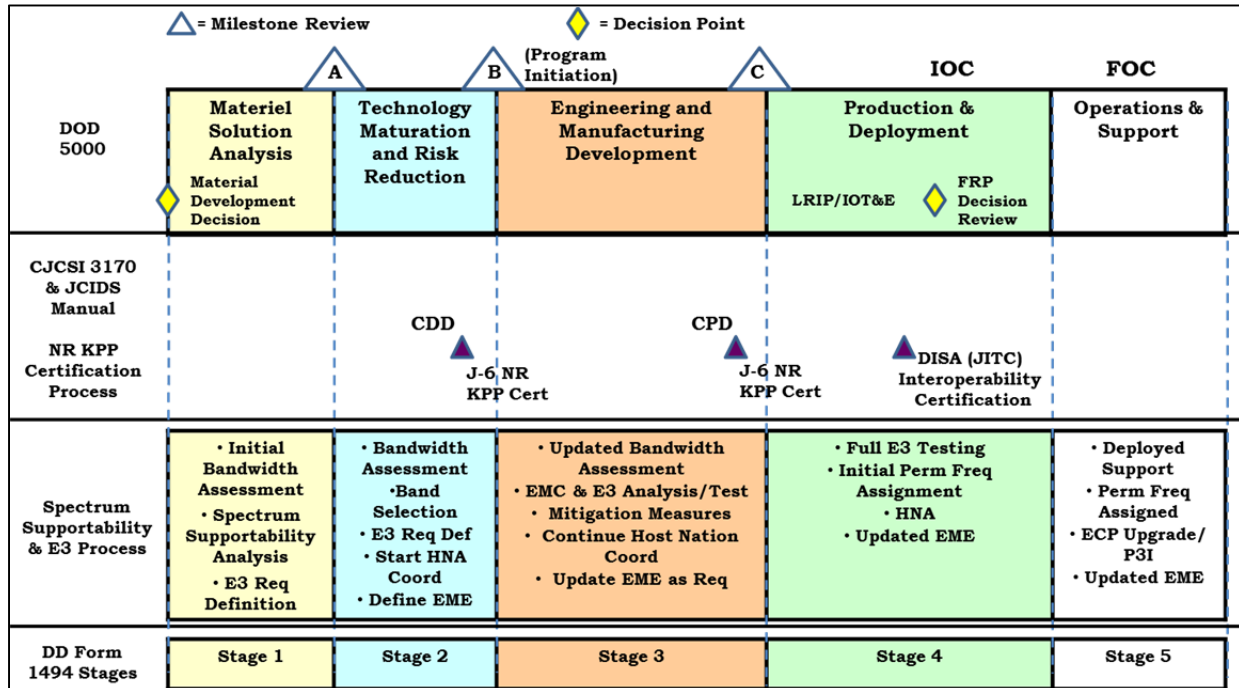 = Milestone Review
= Decision Point
(Program
Initiation)
A
B
C
IOC
FOC
DOD
5000
Materiel
Solution
Analysis
Material
Development
Decision
Technology
Maturation
and Risk
Reduction
Engineering and
Manufacturing
Development
Production &
Deployment
LRIP/IOT&E
FRP
Decision
Review
Operations &
Support
CJCSI 3170
& JCIDS
Manual
NR KPP
Certification
Process
CDD
J-6 NR
KPP Cert
CPD
J-6 NR
KPP Cert
DISA (JITC)
Interoperability
Certification
Spectrum
Supportability
& E3 Process
• Initial
Bandwidth
Assessment
• Spectrum
Supportability
Analysis
• E3 Req
Definition
• Bandwidth
Assessment
•Band
Selection
• E3 Req Def
• Start HNA
Coord
• Define EME
• Updated Bandwidth
Assessment
• EMC & E3 Analysis/Test
• Mitigation Measures
• Continue Host Nation
Coord
• Update EME as Req
• Full E3 Testing
• Initial Perm Freq
Assignment
• HNA
• Updated EME
• Deployed
Support
• Perm Freq
Assigned
• ECP Upgrade/
P3I
• Updated EME
DD Form
1494 Stages
Stage 1
Stage 2
Stage 3
Stage 4
Stage 5